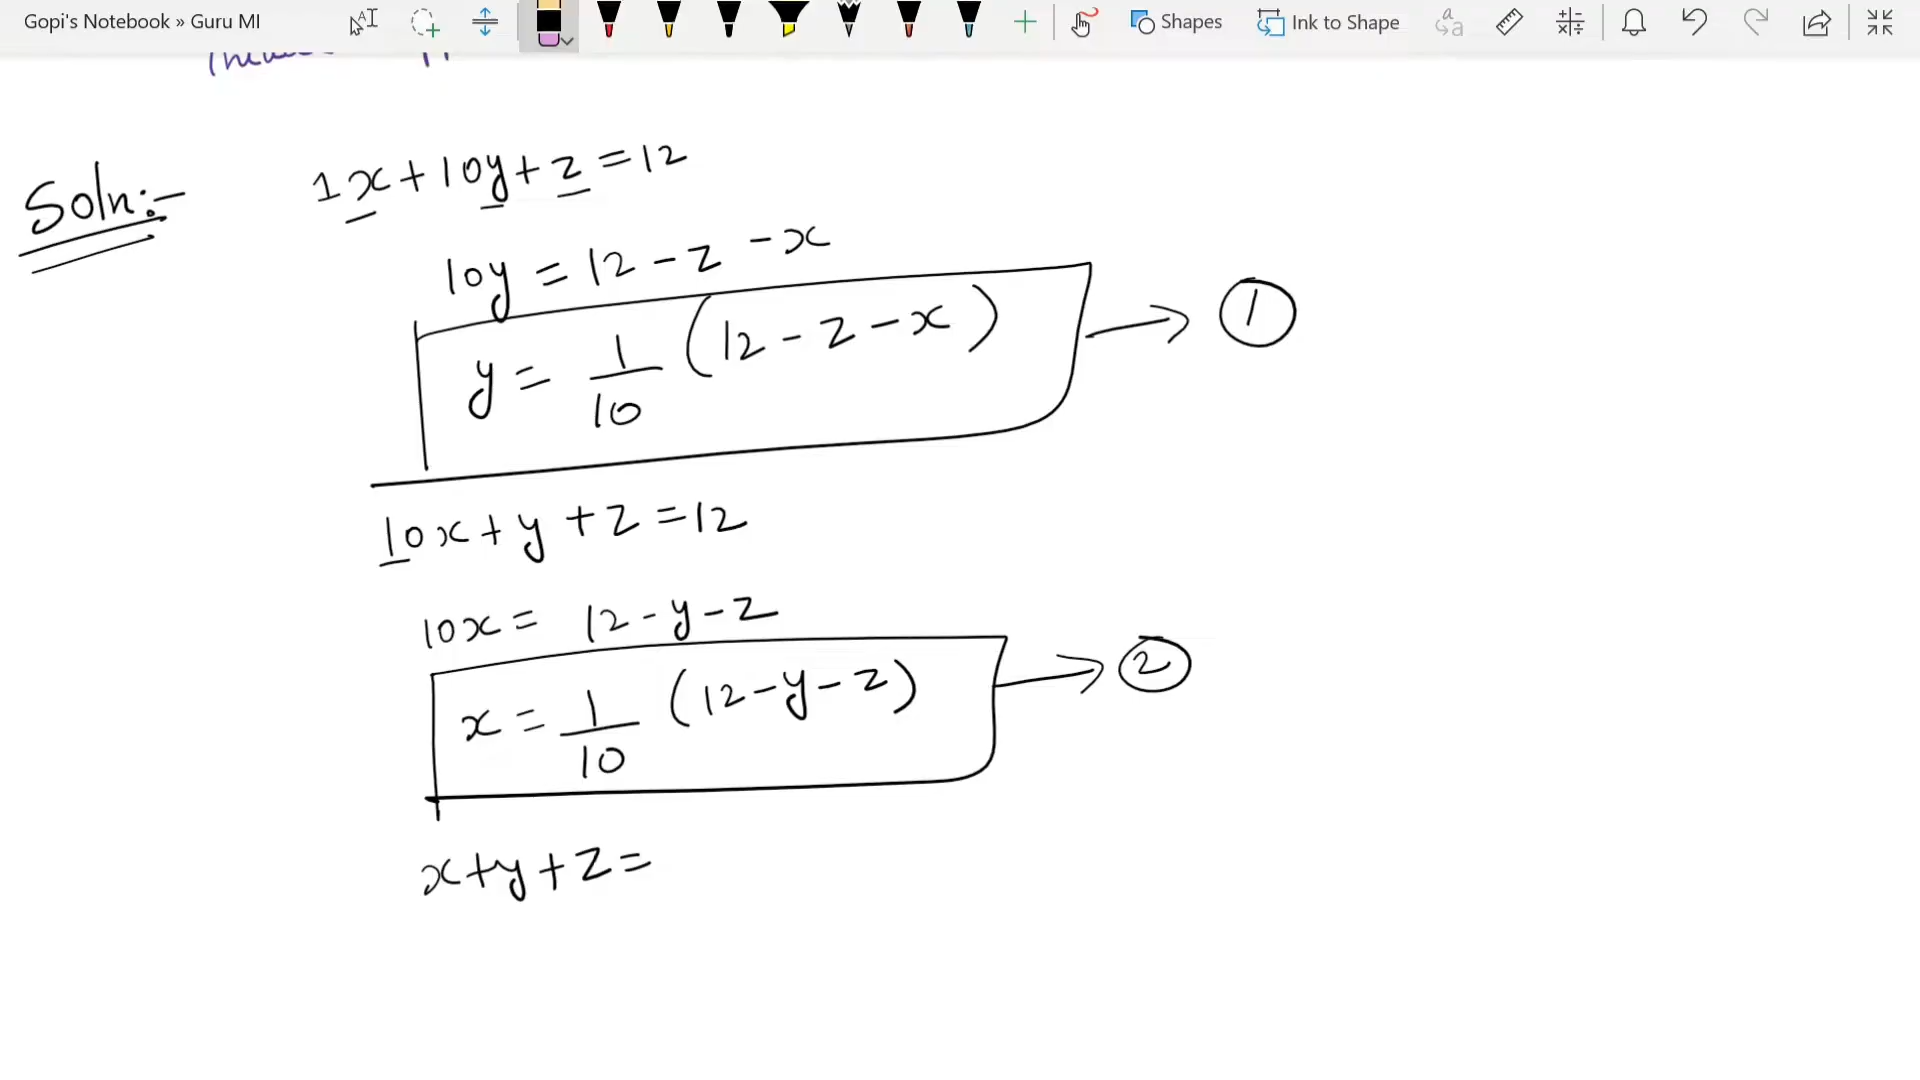 Gopi's Notebook » Guru MI
Shapes
Ink to Shape
Soln:-
1x+10y+z=12
10y = 12-z-x
y = 1/10 (12-z-x) → ①
10x+y+z=12
10x = 12-y-z
x = 1/10 (12-y-z) → ②
x+y+z=